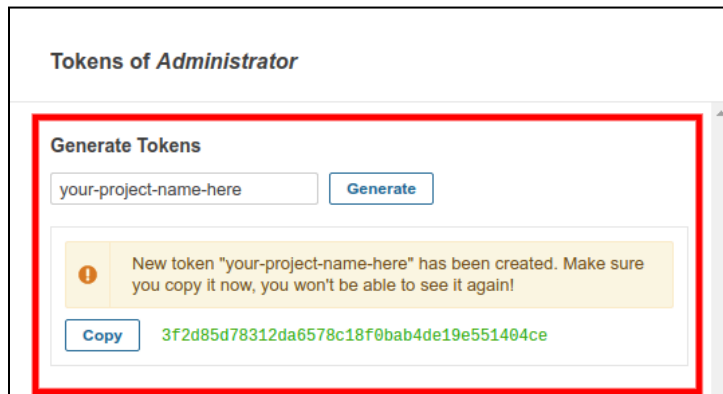 Tokens of Administrator
Generate Tokens
your-project-name-here Generate
New token "your-project-name-here" has been created. Make sure
you copy it now, you won't be able to see it again!
Copy 3f2d85d78312da6578c18f0bab4de19e551404ce